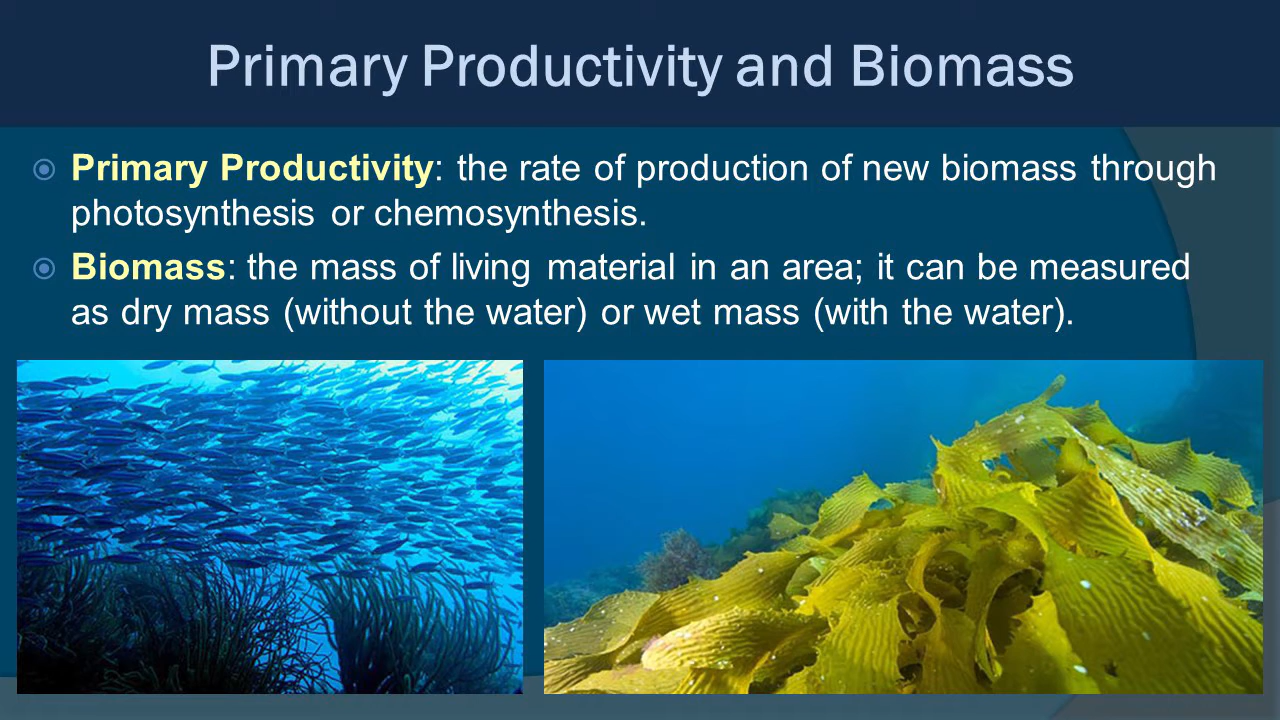 Primary Productivity and Biomass
Primary Productivity: the rate of production of new biomass through
photosynthesis or chemosynthesis.
Biomass: the mass of living material in an area; it can be measured
as dry mass (without the water) or wet mass (with the water).